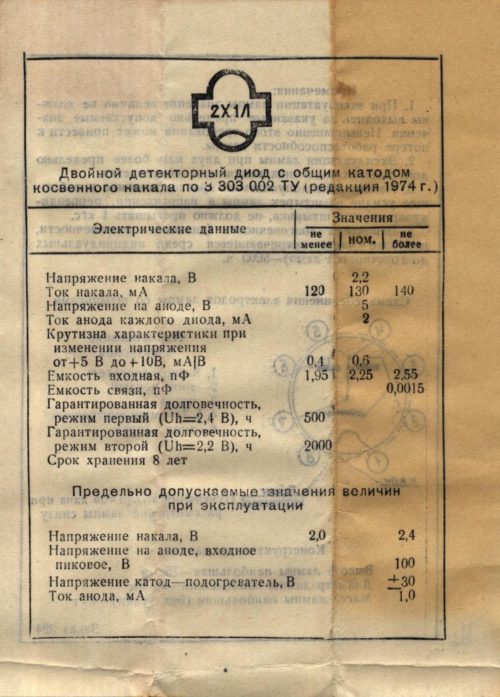 2Х1Л
Двойной детекторный диод с общим катодом
косвенного накала по З 303 002 ТУ (редакция 1974 г.)
Электрические данные
Значения
не менее
ном.
не более
Напряжение накала, В 2,2
Ток накала, мА 120 130 140
Напряжение на аноде, В 5
Ток анода каждого диода, мА 2
Крутизна характеристики при
изменении напряжения
от+5 В до +10В, мА|В 0,4 0,6
Емкость входная, пФ 1,95 2,25 2,55
Емкость связи, пФ 0,0015
Гарантированная долговечность,
режим первый (Uh=2,4 В), ч 500
Гарантированная долговечность,
режим второй (Uh=2,2 В), ч 2000
Срок хранения 8 лет
Предельно допускаемые значения величин
при эксплуатации
Напряжение накала, В 2,0 2,4
Напряжение на аноде, входное
пиковое, В 100
Напряжение катод—подогреватель, В ±30
Ток анода, мА 1,0